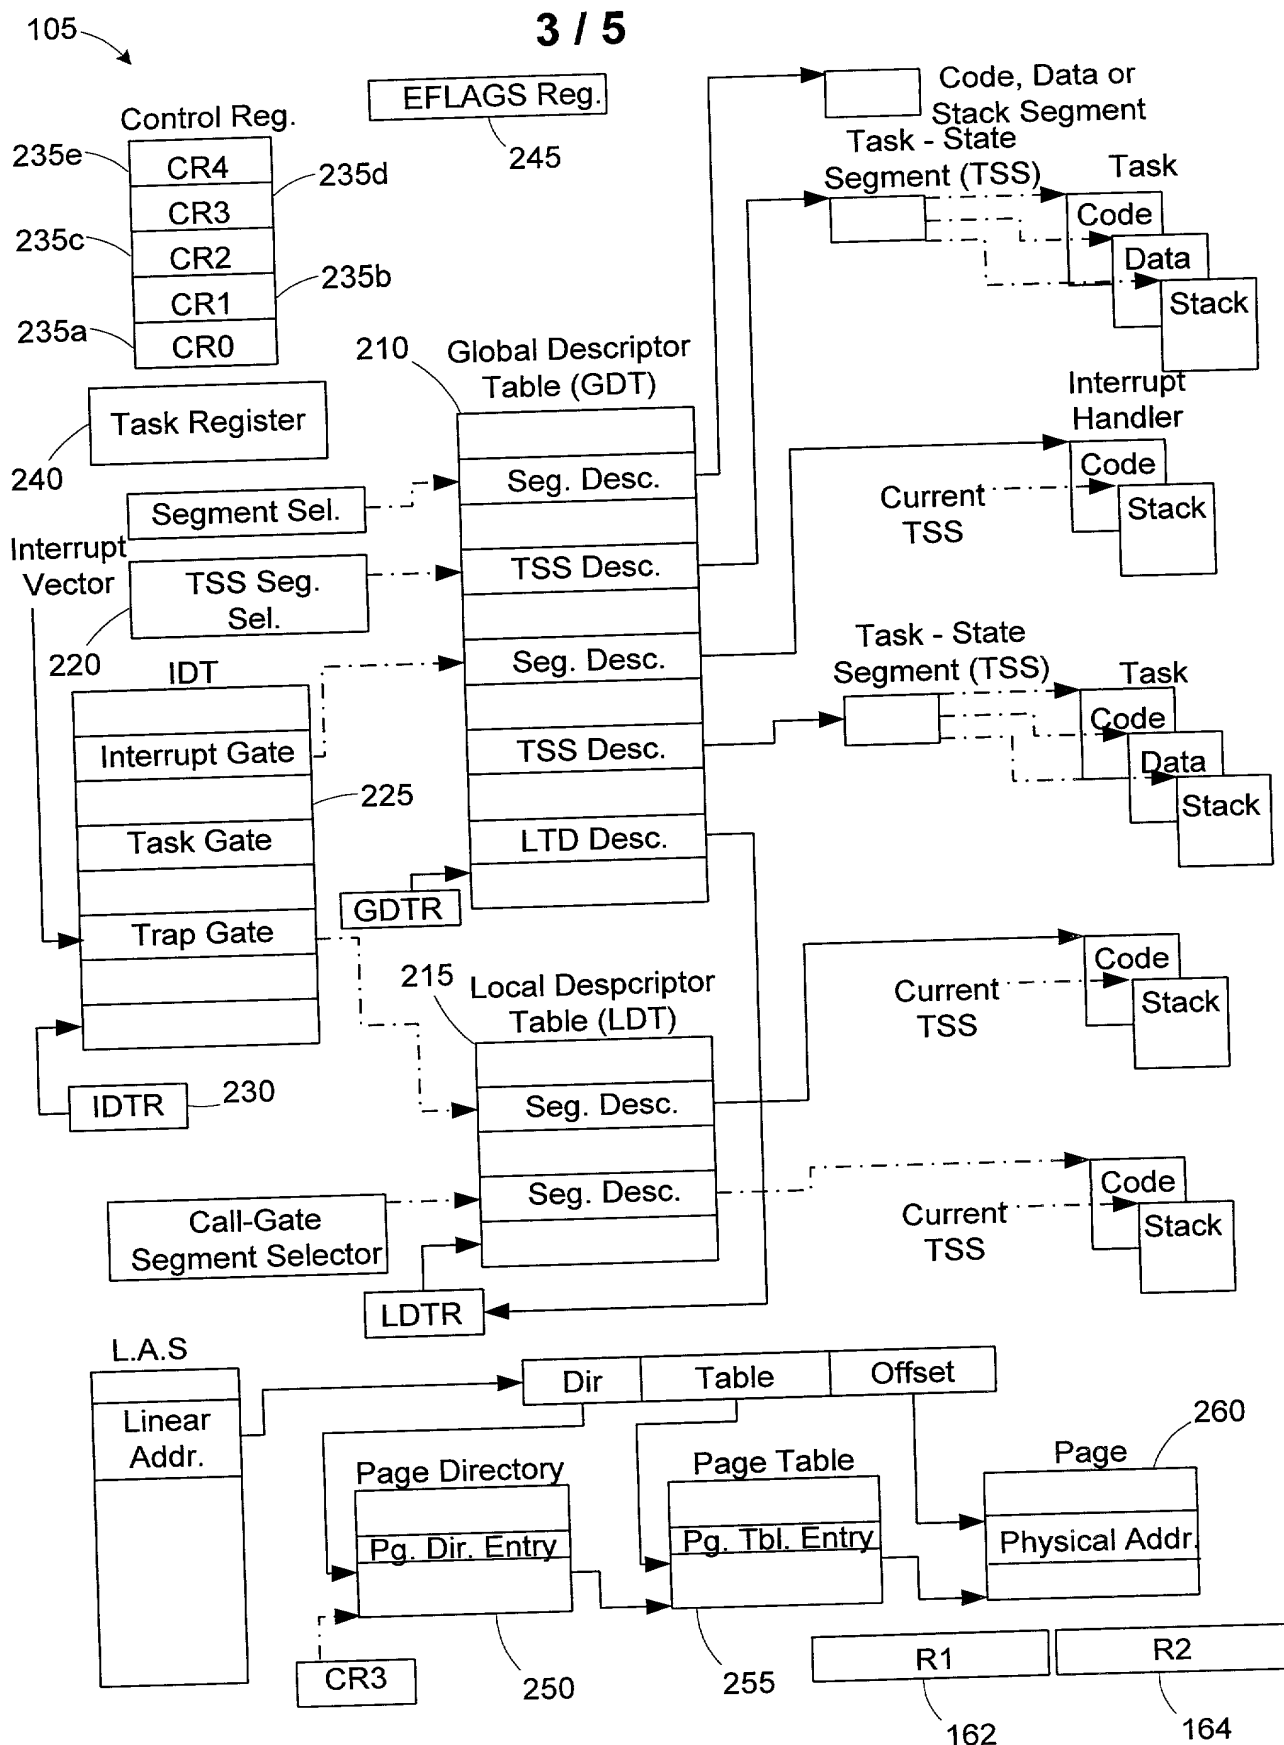 3 / 5
105
EFLAGS Reg.
245
Control Reg.
235e
CR4
235d
CR3
235c
CR2
235b
CR1
235a
CR0
Code, Data or
Stack Segment
Task - State
Segment (TSS)
Task
Code
Data
Stack
Task Register
240
210
Global Descriptor
Table (GDT)
Segment Sel.
Seg. Desc.
Interrupt
Handler
Code
Stack
Current
TSS
Interrupt
Vector
TSS Seg.
Sel.
220
TSS Desc.
Seg. Desc.
Task - State
Segment (TSS)
Task
Code
Data
Stack
IDT
Interrupt Gate
225
Task Gate
Trap Gate
TSS Desc.
LTD Desc.
GDTR
IDTR
230
215
Local Despcriptor
Table (LDT)
Seg. Desc.
Code
Stack
Current
TSS
Call-Gate
Segment Selector
Seg. Desc.
Code
Stack
Current
TSS
LDTR
L.A.S
Linear
Addr.
Dir
Table
Offset
Page Directory
Pg. Dir. Entry
Page Table
Pg. Tbl. Entry
260
Page
Physical Addr.
CR3
250
255
R1
R2
162
164